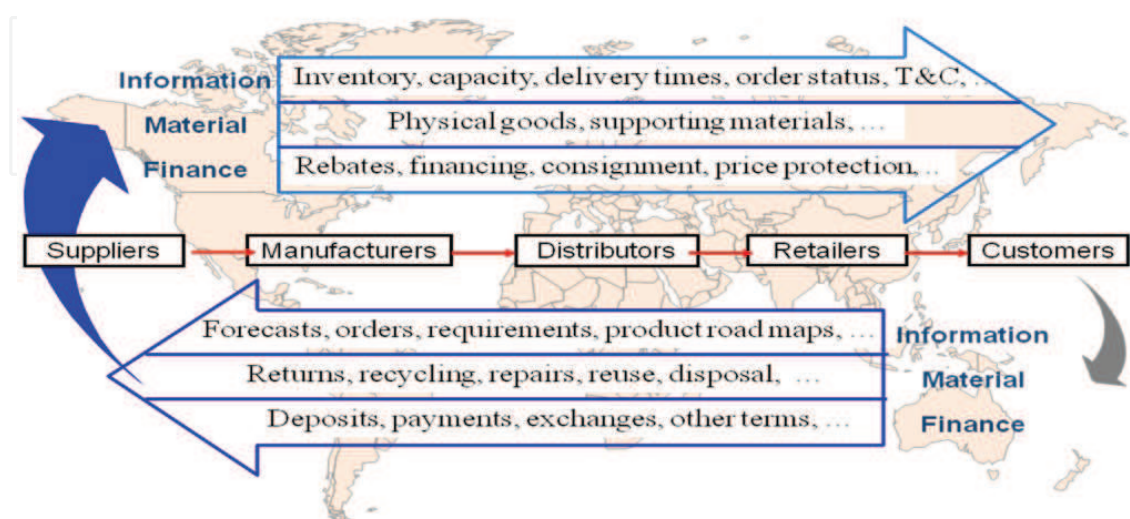 Information Inventory, capacity, delivery times, order status, T&C, ..
Material Physical goods, supporting materials, ...
Finance Rebates, financing, consignment, price protection, ..
Suppliers Manufacturers Distributors Retailers Customers
Forecasts, orders, requirements, product road maps, ... Information
Returns, recycling, repairs, reuse, disposal, ... Material
Deposits, payments, exchanges, other terms, ... Finance